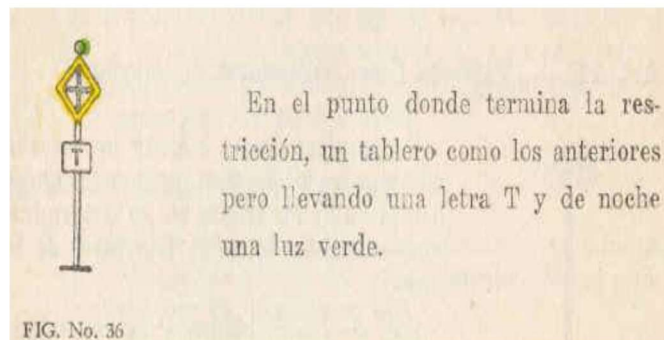 En el punto donde termina la res-
tricción, un tablero como los anteriores
pero llevando una letra T y de noche
una luz verde.
T
FIG. No. 36